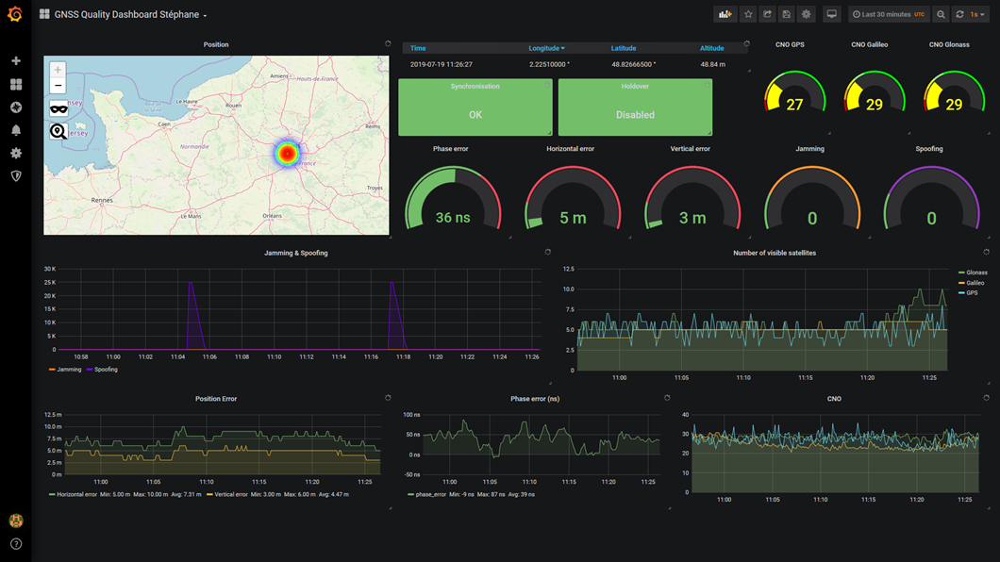 GNSS Quality Dashboard Stéphane
Last 30 minutes UTC
1s
Position
+
−
Amiens
Hauts-de-France
Le Havre
Rouen
Caen
Reims
Normandie
nsey
ersey
France
Troyes
Rennes
Le Mans
Orléans
Time Longitude Latitude Altitude
2019-07-19 11:26:27 2.22510000 ° 48.82666500 ° 48.84 m
Synchronisation
OK
Holdover
Disabled
CNO GPS
27
CNO Galileo
29
CNO Glonass
29
Phase error
36 ns
Horizontal error
5 m
Vertical error
3 m
Jamming
0
Spoofing
0
Jamming & Spoofing
30 K
25 K
20 K
15 K
10 K
5 K
0
10:58 11:00 11:02 11:04 11:06 11:08 11:10 11:12 11:14 11:16 11:18 11:20 11:22 11:24 11:26
Jamming Spoofing
Number of visible satellites
12.5
10.0
7.5
5.0
2.5
0
11:00 11:05 11:10 11:15 11:20 11:25
Glonass
Galileo
GPS
Position Error
12.5 m
10.0 m
7.5 m
5.0 m
2.5 m
0 m
11:00 11:05 11:10 11:15 11:20 11:25
Horizontal error Min: 5.00 m Max: 10.00 m Avg: 7.31 m Vertical error Min: 3.00 m Max: 6.00 m Avg: 4.47 m
Phase error (ns)
100 ns
50 ns
0 ns
-50 ns
11:00 11:05 11:10 11:15 11:20 11:25
phase_error Min: -9 ns Max: 87 ns Avg: 39 ns
CNO
40
30
20
10
0
11:00 11:05 11:10 11:15 11:20 11:25
?